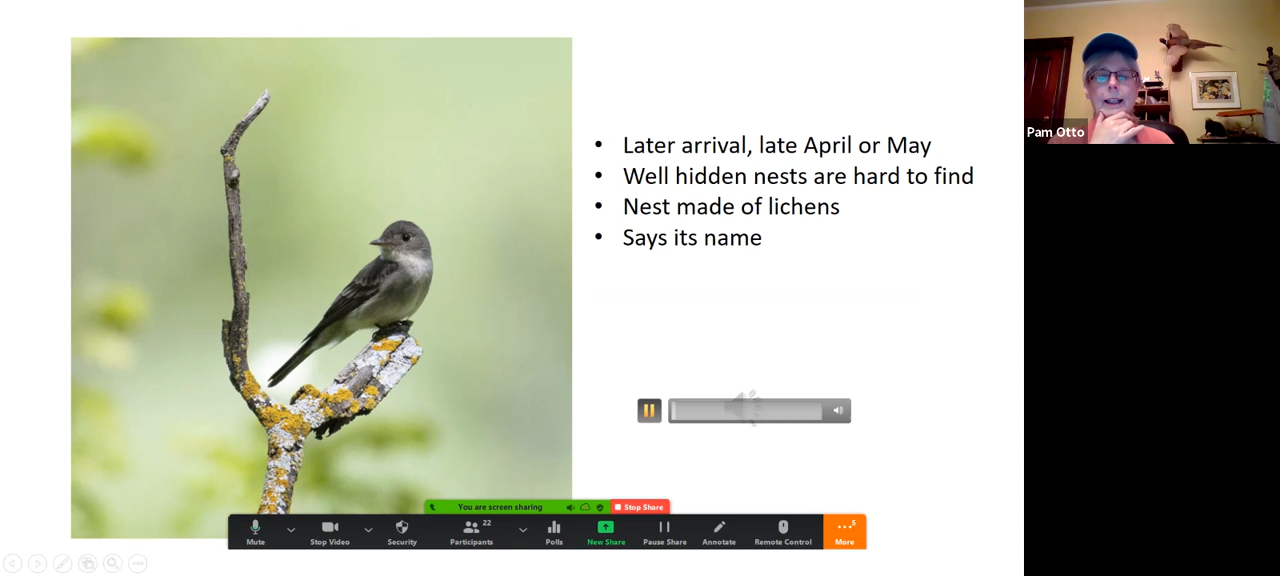 • Later arrival, late April or May
• Well hidden nests are hard to find
• Nest made of lichens
• Says its name
Pam Otto
You are screen sharing
Stop Share
Mute
Stop Video
Security
Participants 22
Polls
New Share
Pause Share
Annotate
Remote Control
More 5